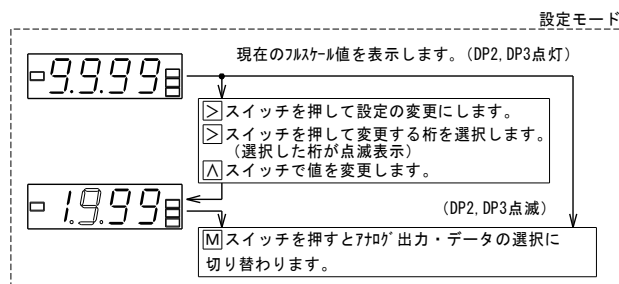 設定モード
現在のﾌﾙｽｹｰﾙ値を表示します。(DP2,DP3点灯)
-9.9.99
>スイッチを押して設定の変更にします。
>スイッチを押して変更する桁を選択します。
(選択した桁が点滅表示)
∧スイッチで値を変更します。
-1.9.99
(DP2,DP3点滅)
Mスイッチを押すとｱﾅﾛｸﾞ出力・データの選択に
切り替わります。